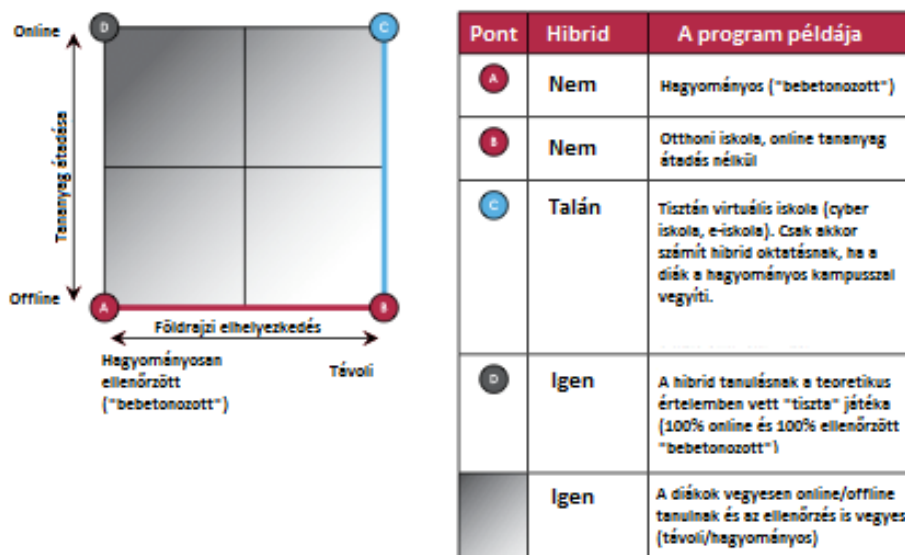 Online
D
C
Tananyag átadása
Offline
A
B
Földrajzi elhelyezkedés
Hagyományosan
ellenőrzött
("bebetonozott")
Távoli
Pont Hibrid A program példája
A Nem Hagyományos ("bebetonozott")
B Nem Otthoni iskola, online tananyag
átadás nélkül
C Talán Tisztán virtuális iskola (cyber
iskola, e-iskola). Csak akkor
számít hibrid oktatásnak, ha a
diák a hagyományos kampusszal
vegyíti.
D Igen A hibrid tanulásnak a teoretikus
értelemben vett "tiszta" játéka
(100% online és 100% ellenőrzött
"bebetonozott")
Igen A diákok vegyesen online/offline
tanulnak és az ellenőrzés is vegyes
(távoli/hagyományos)